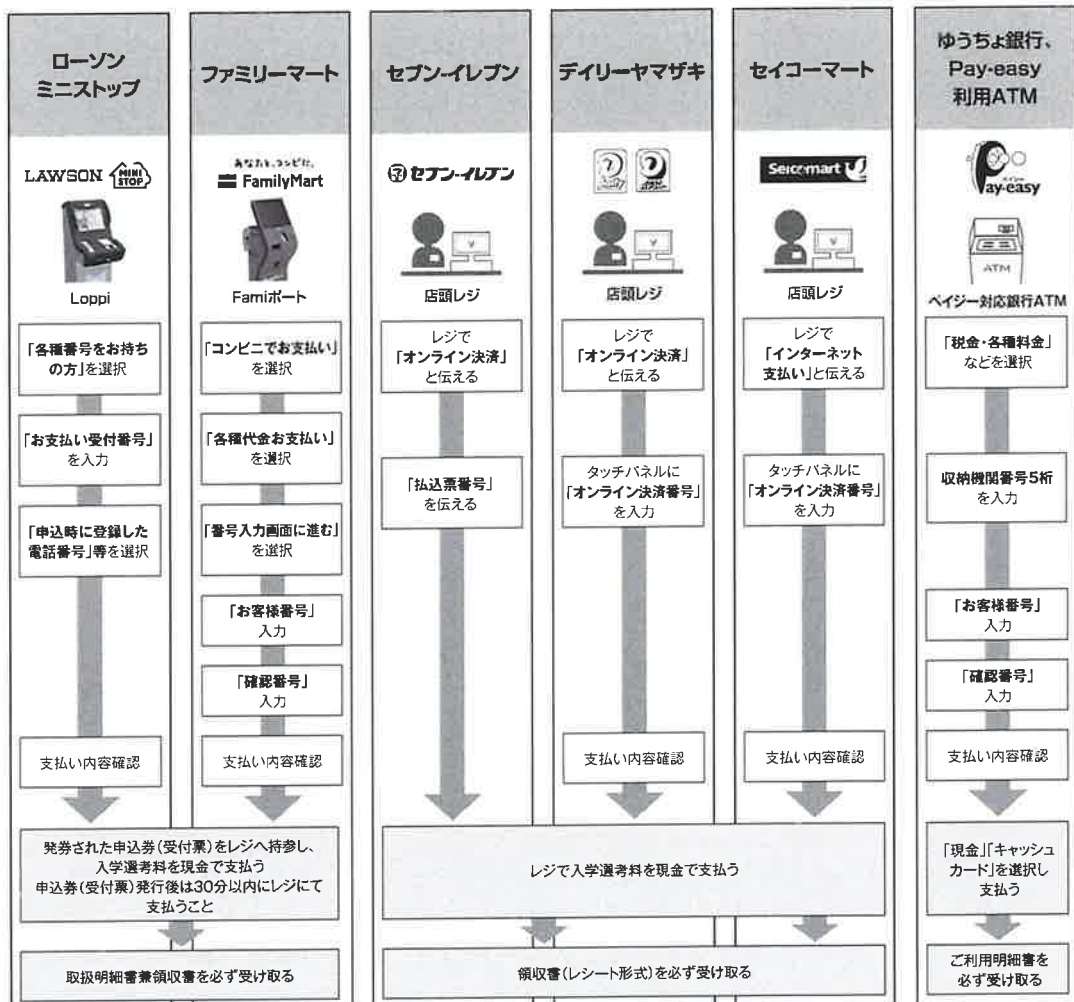 ローソン
ミニストップ
LAWSON
MINI
STOP
Loppi
「各種番号をお持ち
の方」を選択
「お支払い受付番号」
を入力
「申込時に登録した
電話番号」等を選択
支払い内容確認
ファミリーマート
あなたと、コンビに、
FamilyMart
Famiポート
「コンビニでお支払い」
を選択
「各種代金お支払い」
を選択
「番号入力画面に進む」
を選択
「お客様番号」
入力
「確認番号」
入力
支払い内容確認
発券された申込券(受付票)をレジへ持参し、
入学選考料を現金で支払う
申込券(受付票)発行後は30分以内にレジにて
支払うこと
取扱明細書兼領収書を必ず受け取る
セブン-イレブン
セブン-イレブン
店頭レジ
レジで
「オンライン決済」
と伝える
「払込票番号」
を伝える
デイリーヤマザキ
店頭レジ
レジで
「オンライン決済」
と伝える
タッチパネルに
「オンライン決済番号」
を入力
支払い内容確認
セイコーマート
Seicomart
店頭レジ
レジで
「インターネット
支払い」と伝える
タッチパネルに
「オンライン決済番号」
を入力
支払い内容確認
レジで入学選考料を現金で支払う
領収書(レシート形式)を必ず受け取る
ゆうちょ銀行、
Pay-easy
利用ATM
ペイジー
Pay-easy
ATM
ペイジー対応銀行ATM
「税金・各種料金」
などを選択
収納機関番号5桁
を入力
「お客様番号」
入力
「確認番号」
入力
支払い内容確認
「現金」「キャッシュ
カード」を選択し
支払う
ご利用明細書を
必ず受け取る